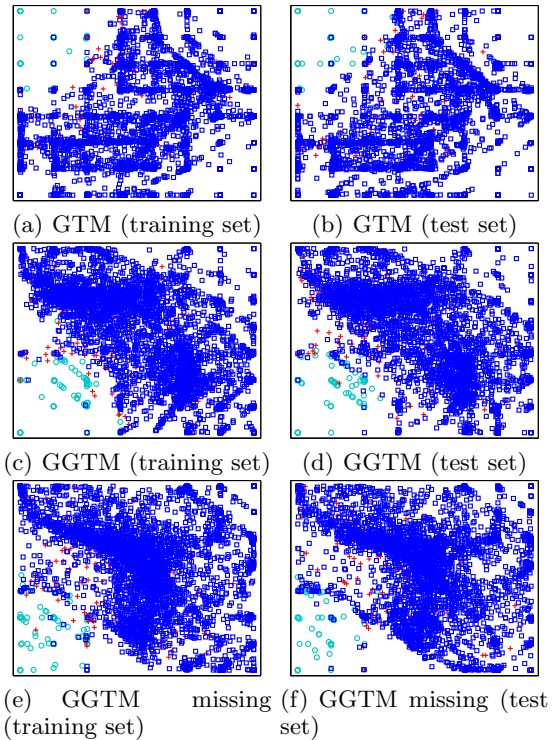 (a) GTM (training set)
(b) GTM (test set)
(c) GGTM (training set)
(d) GGTM (test set)
(e) GGTM missing (training set)
(f) GGTM missing (test set)